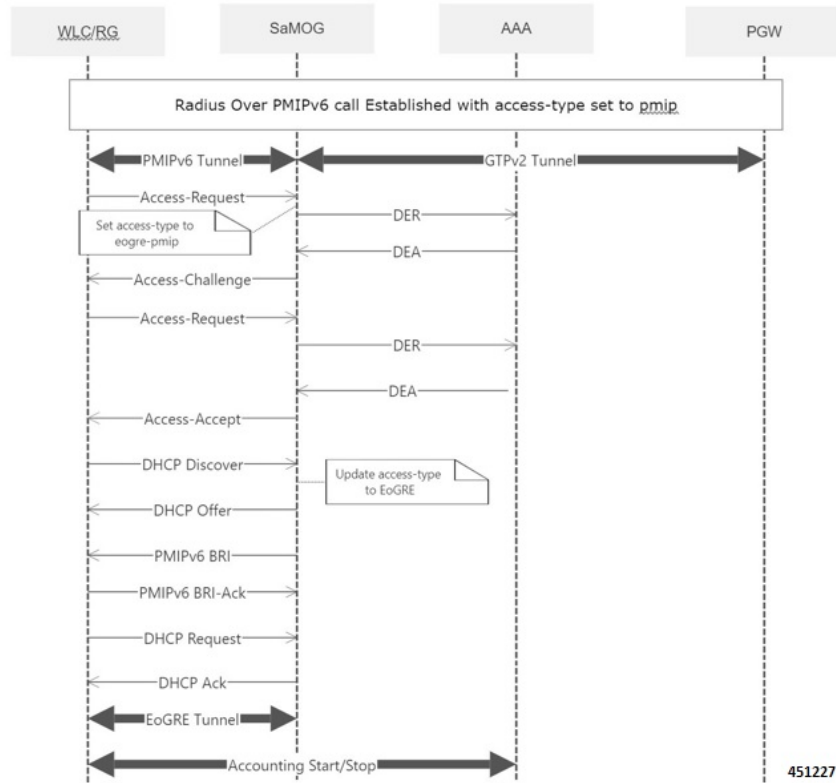 WLC/RG
SaMOG
AAA
PGW
Radius Over PMIPv6 call Established with access-type set to pmip
PMIPv6 Tunnel
GTPv2 Tunnel
Access-Request
Set access-type to
eogre-pmip
DER
DEA
Access-Challenge
Access-Request
DER
DEA
Access-Accept
DHCP Discover
Update access-type
to EoGRE
DHCP Offer
PMIPv6 BRI
PMIPv6 BRI-Ack
DHCP Request
DHCP Ack
EoGRE Tunnel
Accounting Start/Stop
451227